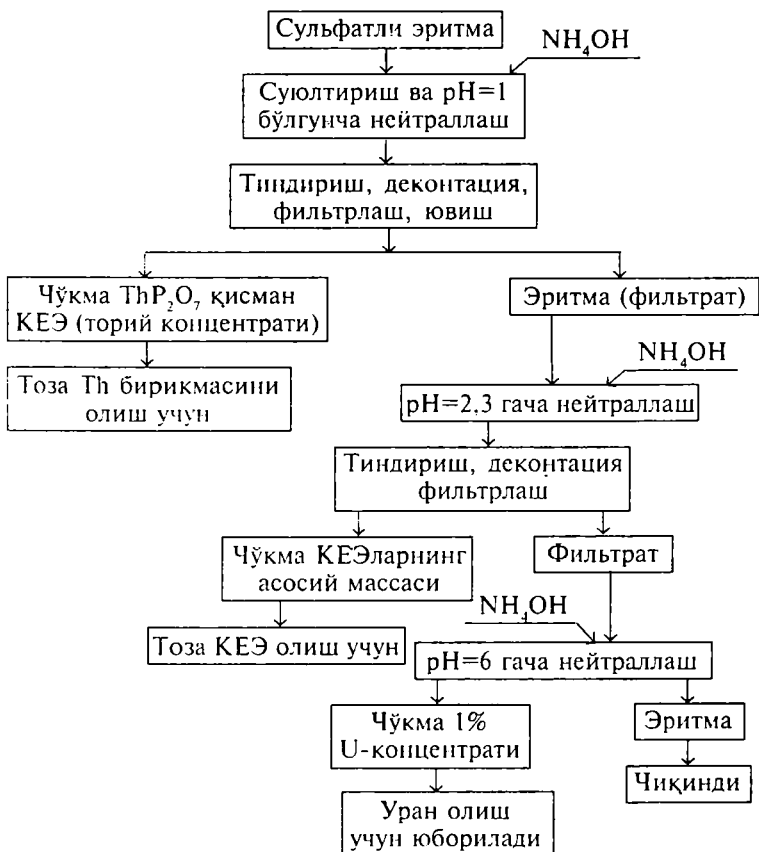 Сульфатли эритма
NH₄OH
Суюлтириш ва pH=1
бўлгунча нейтраллаш
Тиндириш, деконтация,
фильтрлаш, ювиш
Чўкма ThP₂O₇ қисман
КЕЭ (торий концентрати)
Эритма (фильтрат)
Тоза Th бирикмасини
олиш учун
NH₄OH
pH=2,3 гача нейтраллаш
Тиндириш, деконтация
фильтрлаш
Чўкма КЕЭларнинг
асосий массаси
Фильтрат
Тоза КЕЭ олиш учун
NH₄OH
pH=6 гача нейтраллаш
Чўкма 1%
U-концентрати
Эритма
Чиқинди
Уран олиш
учун юборилади